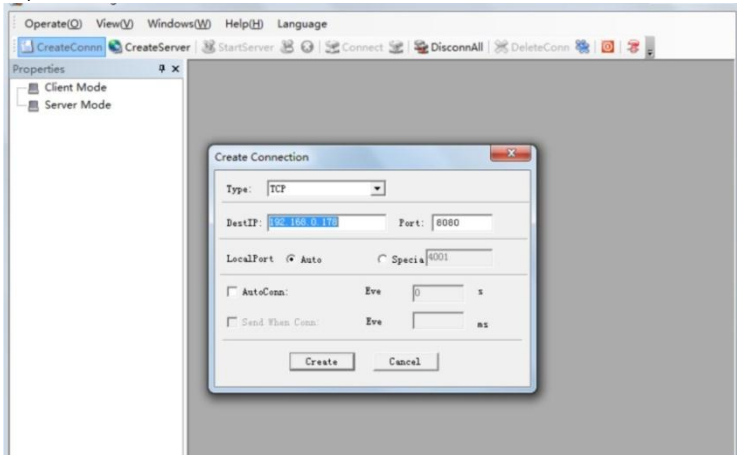 Operate(O) View(V) Windows(W) Help(H) Language
CreateConnn CreateServer StartServer Connect DisconnAll DeleteConn
Properties
Client Mode
Server Mode
Create Connection
Type: TCP
DestIP: 192.168.0.178 Port: 8080
LocalPort Auto Specia 4001
AutoConn: Eve 0 s
Send When Conn: Eve ms
Create Cancel